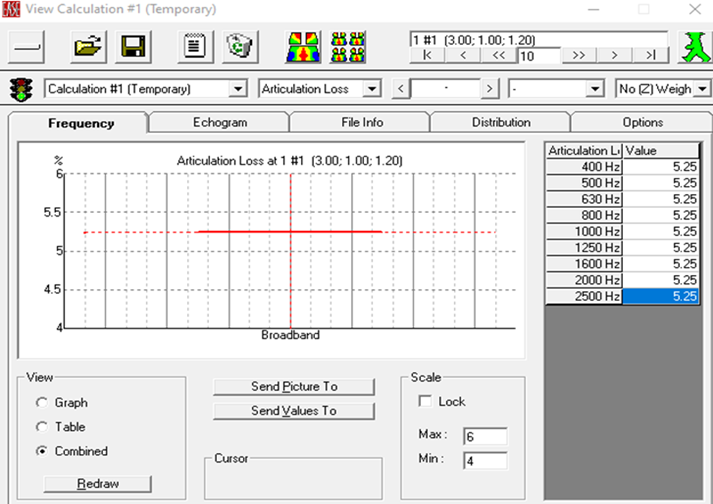 EASE View Calculation #1 (Temporary)
1 #1 (3.00; 1.00; 1.20)
|< < << 10 >> > >|
Calculation #1 (Temporary) Articulation Loss < - > - No (Z) Weigh
Frequency Echogram File Info Distribution Options
% Articulation Loss at 1 #1 (3.00; 1.00; 1.20)
6
5.5
5
4.5
4
Broadband
Articulation L Value
400 Hz 5.25
500 Hz 5.25
630 Hz 5.25
800 Hz 5.25
1000 Hz 5.25
1250 Hz 5.25
1600 Hz 5.25
2000 Hz 5.25
2500 Hz 5.25
View
Graph
Table
Combined
Redraw
Send Picture To
Send Values To
Cursor
Scale
Lock
Max : 6
Min : 4